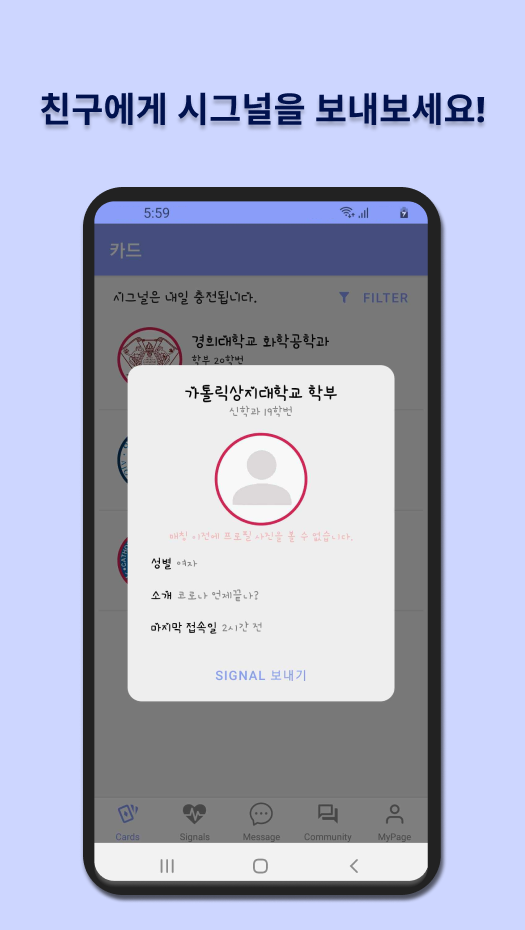 친구에게 시그널을 보내보세요!
5:59
카드
시그널은 내일 충전됩니다.
FILTER
경희대학교 화학공학과
학부 20학번
가톨릭상지대학교 학부
신학과 19학번
매칭 이전에 프로필 사진을 볼 수 없습니다.
성별 여자
소개 코로나 언제끝나?
마지막 접속일 2시간 전
SIGNAL 보내기
Cards
Signals
Message
Community
MyPage